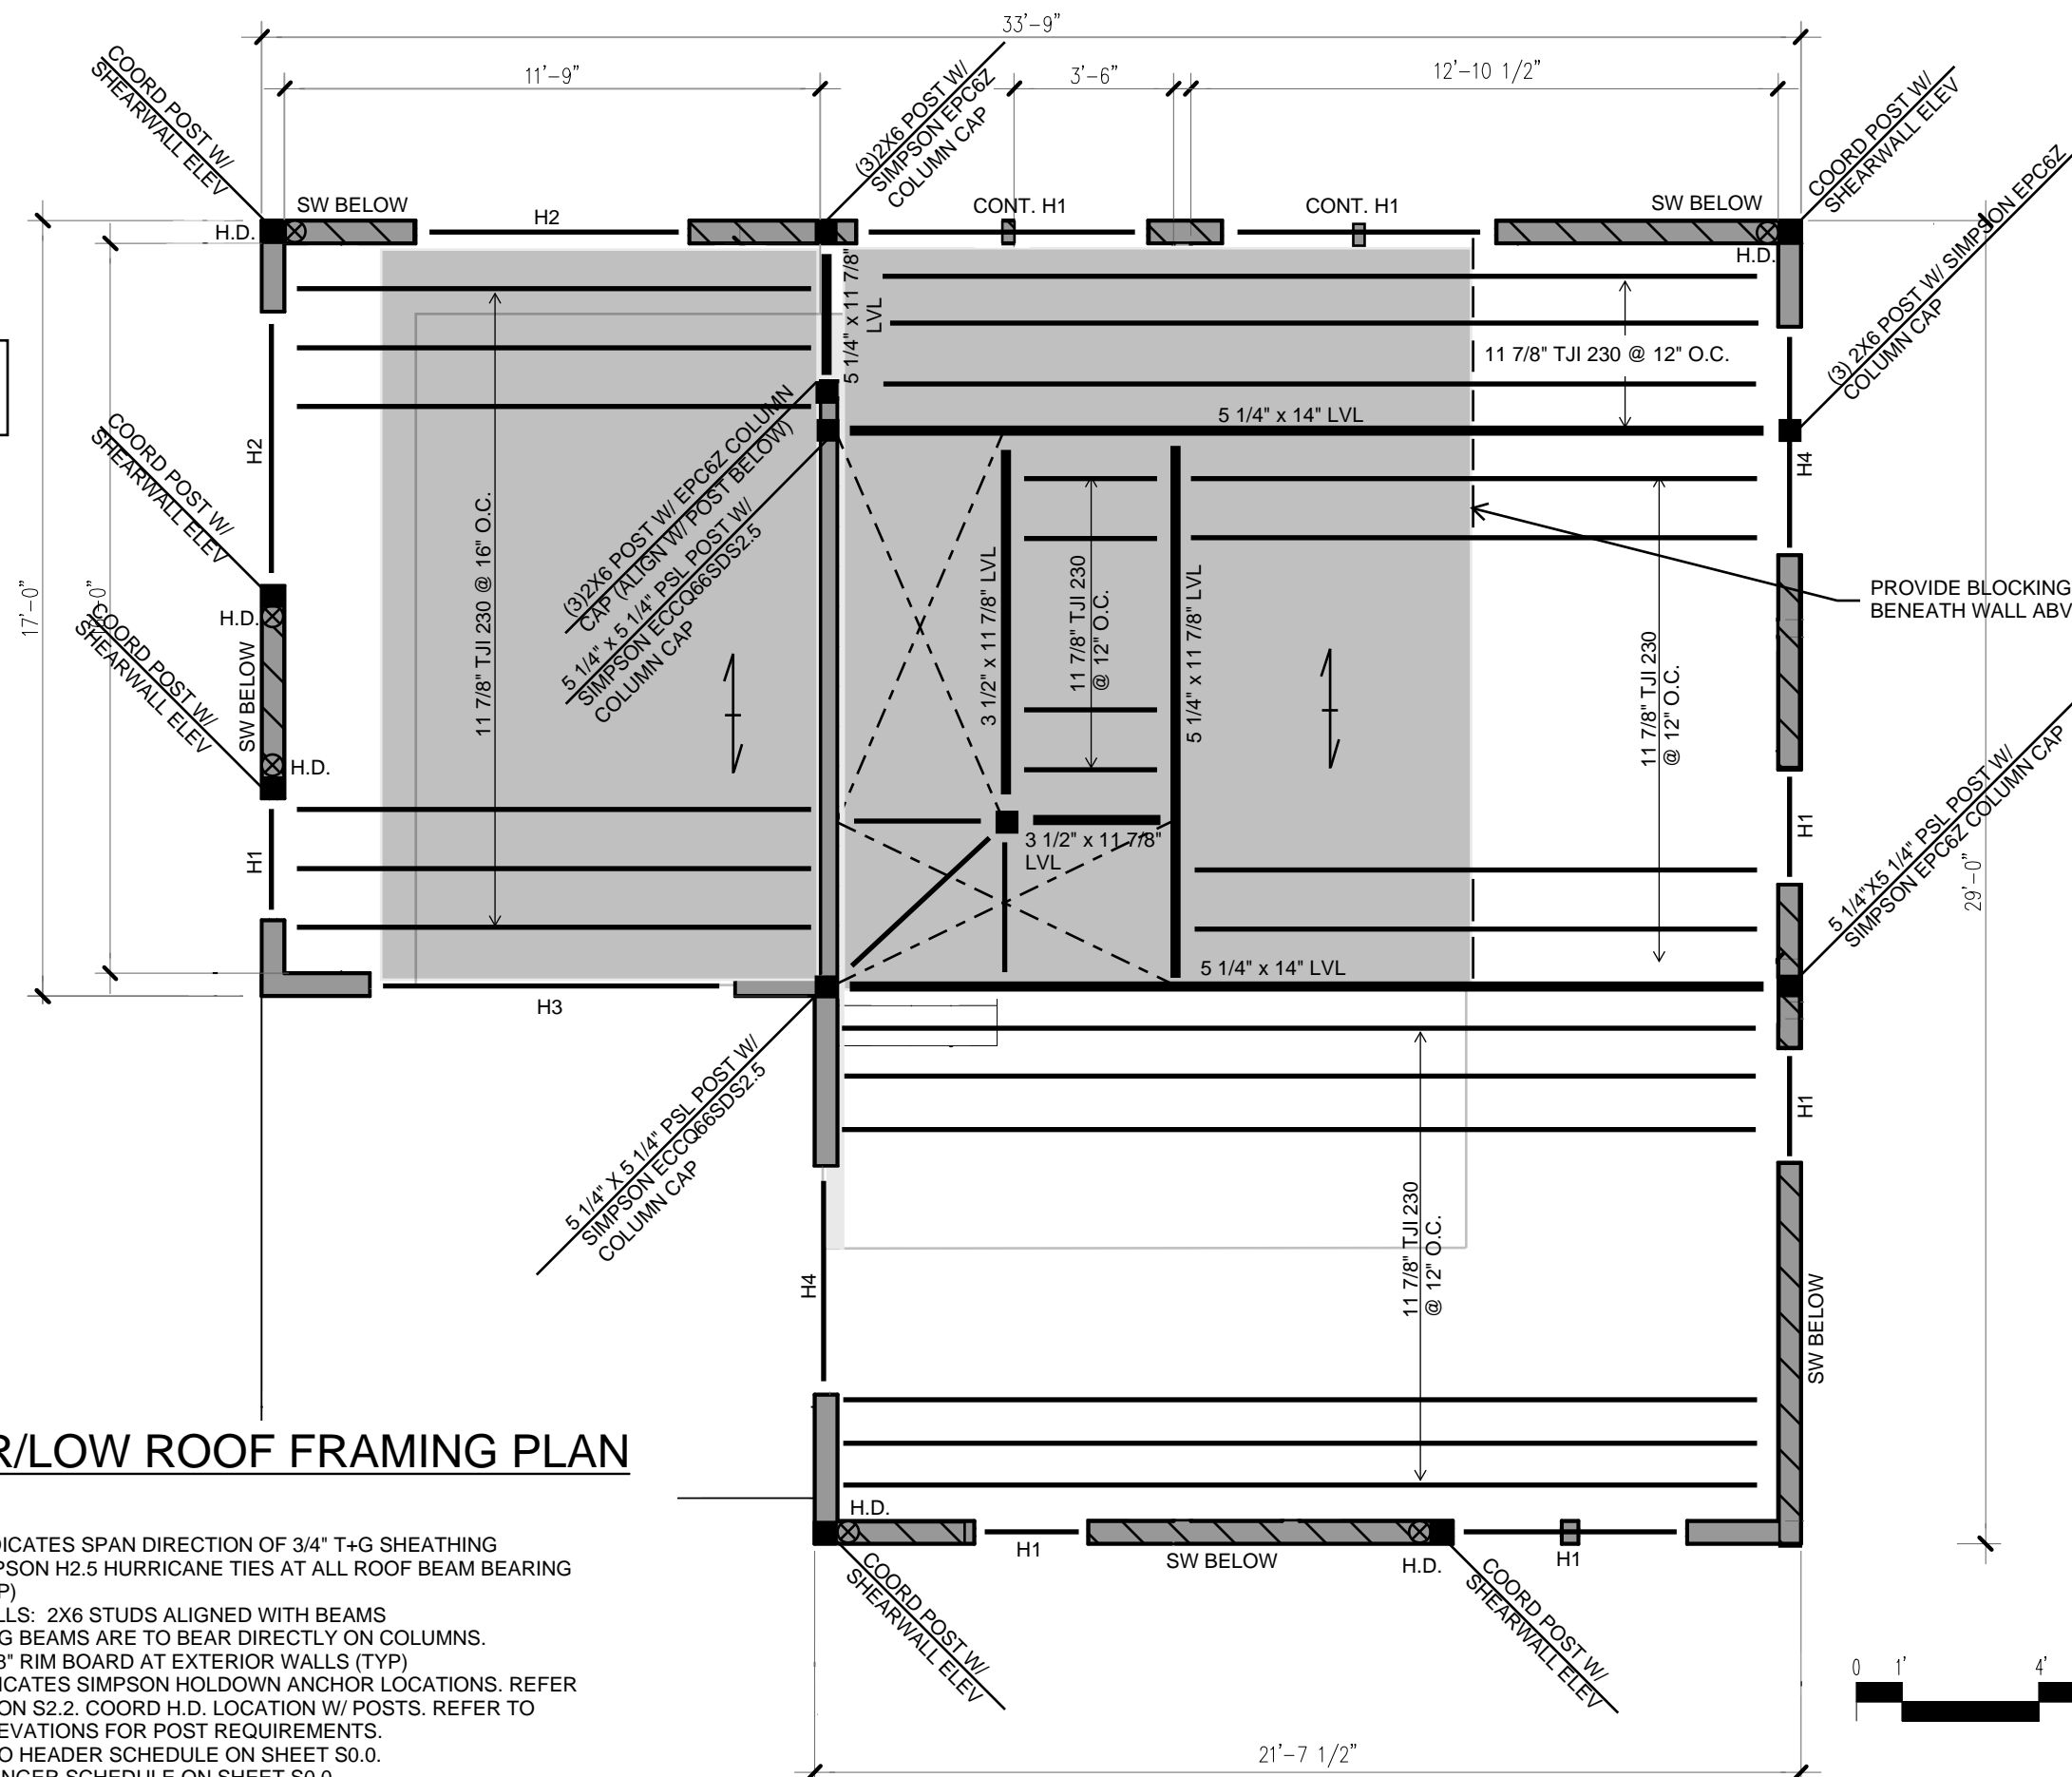 33'-9"
11'-9"
3'-6"
12'-10 1/2"
COORD POST W/
SHEARWALL ELEV
(3)2X6 POST W/
SIMPSON EPC6Z
COLUMN CAP
COORD POST W/
SHEARWALL ELEV
SW BELOW
H2
CONT. H1
CONT. H1
SW BELOW
H.D.
H.D.
(3) 2X6 POST W/ SIMPSON EPC6Z
COLUMN CAP
5 1/4" x 11 7/8"
LVL
11 7/8" TJI 230 @ 12" O.C.
5 1/4" x 14" LVL
H2
H4
COORD POST W/
SHEARWALL ELEV
11 7/8" TJI 230 @ 16" O.C.
(3)2X6 POST W/ EPC6Z COLUMN
CAP (ALIGN W/ POST BELOW)
5 1/4" x 5 1/4" PSL POST W/
SIMPSON ECCQ66SDS2.5
COLUMN CAP
3 1/2" x 11 7/8" LVL
11 7/8" TJI 230
@ 12" O.C.
5 1/4" x 11 7/8" LVL
11 7/8" TJI 230
@ 12" O.C.
PROVIDE BLOCKING
BENEATH WALL ABV
17'-0"
H.D.
COORD POST W/
SHEARWALL ELEV
SW BELOW
H.D.
H1
3 1/2" x 11 7/8"
LVL
H1
5 1/4"X5 1/4" PSL POST W/
SIMPSON EPC6Z COLUMN CAP
29'-0"
5 1/4" x 14" LVL
H3
5 1/4" X 5 1/4" PSL POST W/
SIMPSON ECCQ66SDS2.5
COLUMN CAP
H1
11 7/8" TJI 230
@ 12" O.C.
H4
SW BELOW
R/LOW ROOF FRAMING PLAN
H.D.
H1
SW BELOW
H.D.
H1
COORD POST W/
SHEARWALL ELEV
COORD POST W/
SHEARWALL ELEV
DICATES SPAN DIRECTION OF 3/4" T+G SHEATHING
PSON H2.5 HURRICANE TIES AT ALL ROOF BEAM BEARING
P)
LLS: 2X6 STUDS ALIGNED WITH BEAMS
G BEAMS ARE TO BEAR DIRECTLY ON COLUMNS.
8" RIM BOARD AT EXTERIOR WALLS (TYP)
ICATES SIMPSON HOLDOWN ANCHOR LOCATIONS. REFER
ON S2.2. COORD H.D. LOCATION W/ POSTS. REFER TO
EVATIONS FOR POST REQUIREMENTS.
O HEADER SCHEDULE ON SHEET S0.0.
NGER SCHEDULE ON SHEET S0.0
0 1' 4'
21'-7 1/2"